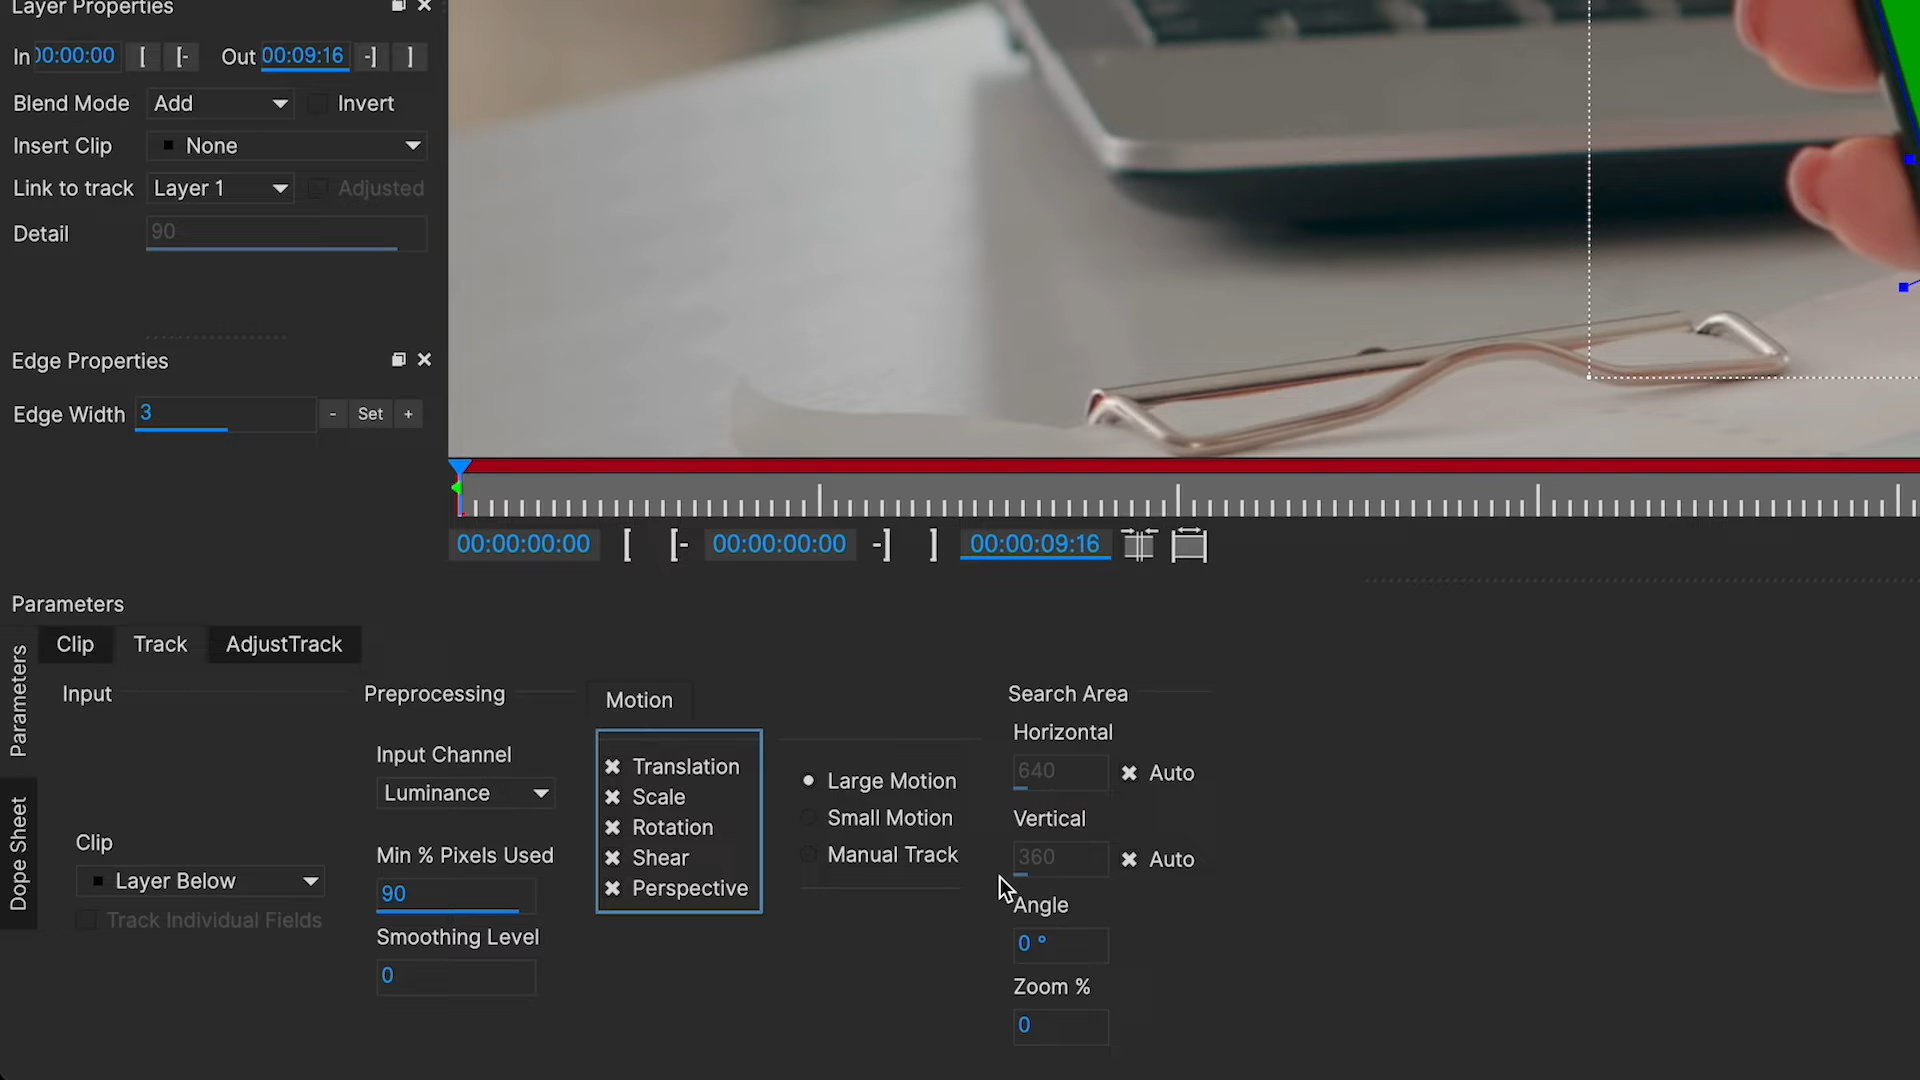 Layer Properties
In 00:00:00 [ [- Out 00:09:16 -] ]
Blend Mode Add Invert
Insert Clip None
Link to track Layer 1 Adjusted
Detail 90
Edge Properties
Edge Width 3 - Set +
00:00:00:00 [ [- 00:00:00:00 -] ] 00:00:09:16
Parameters
Clip Track AdjustTrack
Parameters
Dope Sheet
Input
Clip
Layer Below
Track Individual Fields
Preprocessing
Input Channel
Luminance
Min % Pixels Used
90
Smoothing Level
0
Motion
Translation
Scale
Rotation
Shear
Perspective
Large Motion
Small Motion
Manual Track
Search Area
Horizontal
640 Auto
Vertical
360 Auto
Angle
0 °
Zoom %
0